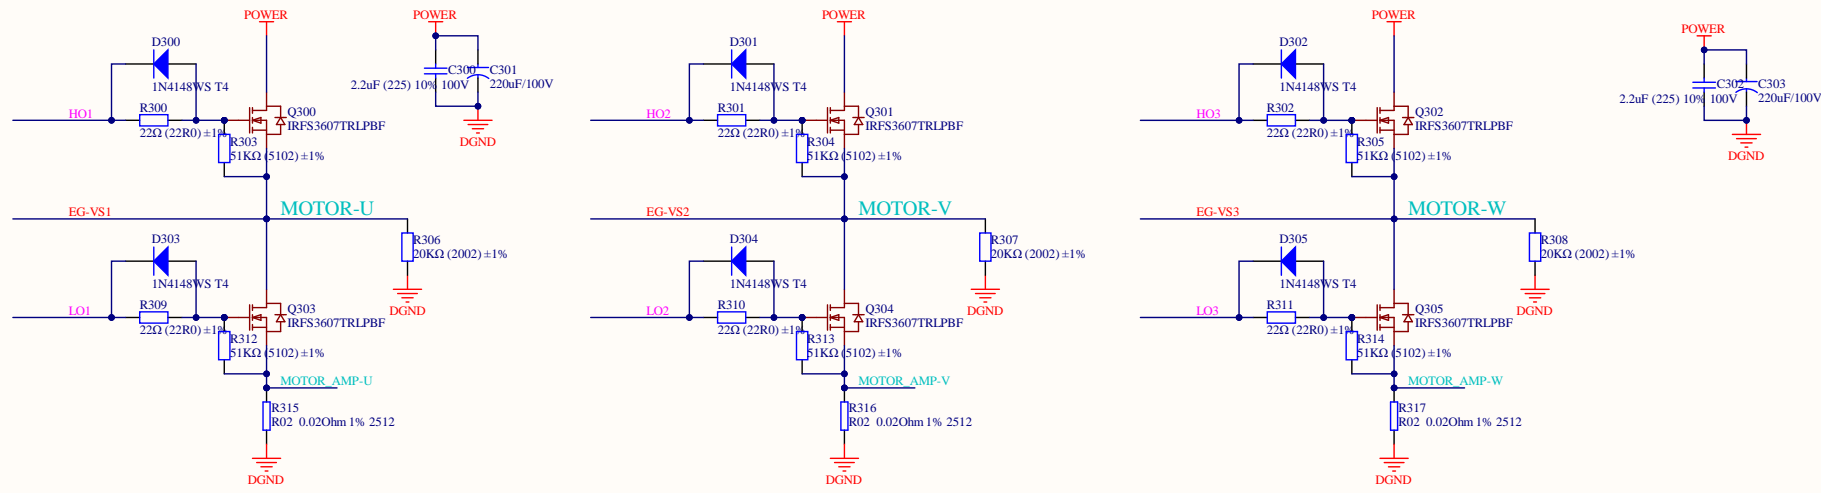 POWER
D300
1N4148WS T4
HO1
R300
22Ω (22R0) ±1%
Q300
IRFS3607TRLPBF
R303
51KΩ (5102) ±1%
POWER
C300
2.2uF (225) 10% 100V
C301
220uF/100V
DGND
EG-VS1
MOTOR-U
R306
20KΩ (2002) ±1%
DGND
D303
1N4148WS T4
LO1
R309
22Ω (22R0) ±1%
Q303
IRFS3607TRLPBF
R312
51KΩ (5102) ±1%
MOTOR_AMP-U
R315
R02 0.02Ohm 1% 2512
DGND
POWER
D301
1N4148WS T4
HO2
R301
22Ω (22R0) ±1%
Q301
IRFS3607TRLPBF
R304
51KΩ (5102) ±1%
EG-VS2
MOTOR-V
R307
20KΩ (2002) ±1%
DGND
D304
1N4148WS T4
LO2
R310
22Ω (22R0) ±1%
Q304
IRFS3607TRLPBF
R313
51KΩ (5102) ±1%
MOTOR_AMP-V
R316
R02 0.02Ohm 1% 2512
DGND
POWER
D302
1N4148WS T4
HO3
R302
22Ω (22R0) ±1%
Q302
IRFS3607TRLPBF
R305
51KΩ (5102) ±1%
POWER
C302
2.2uF (225) 10% 100V
C303
220uF/100V
DGND
EG-VS3
MOTOR-W
R308
20KΩ (2002) ±1%
DGND
D305
1N4148WS T4
LO3
R311
22Ω (22R0) ±1%
Q305
IRFS3607TRLPBF
R314
51KΩ (5102) ±1%
MOTOR_AMP-W
R317
R02 0.02Ohm 1% 2512
DGND